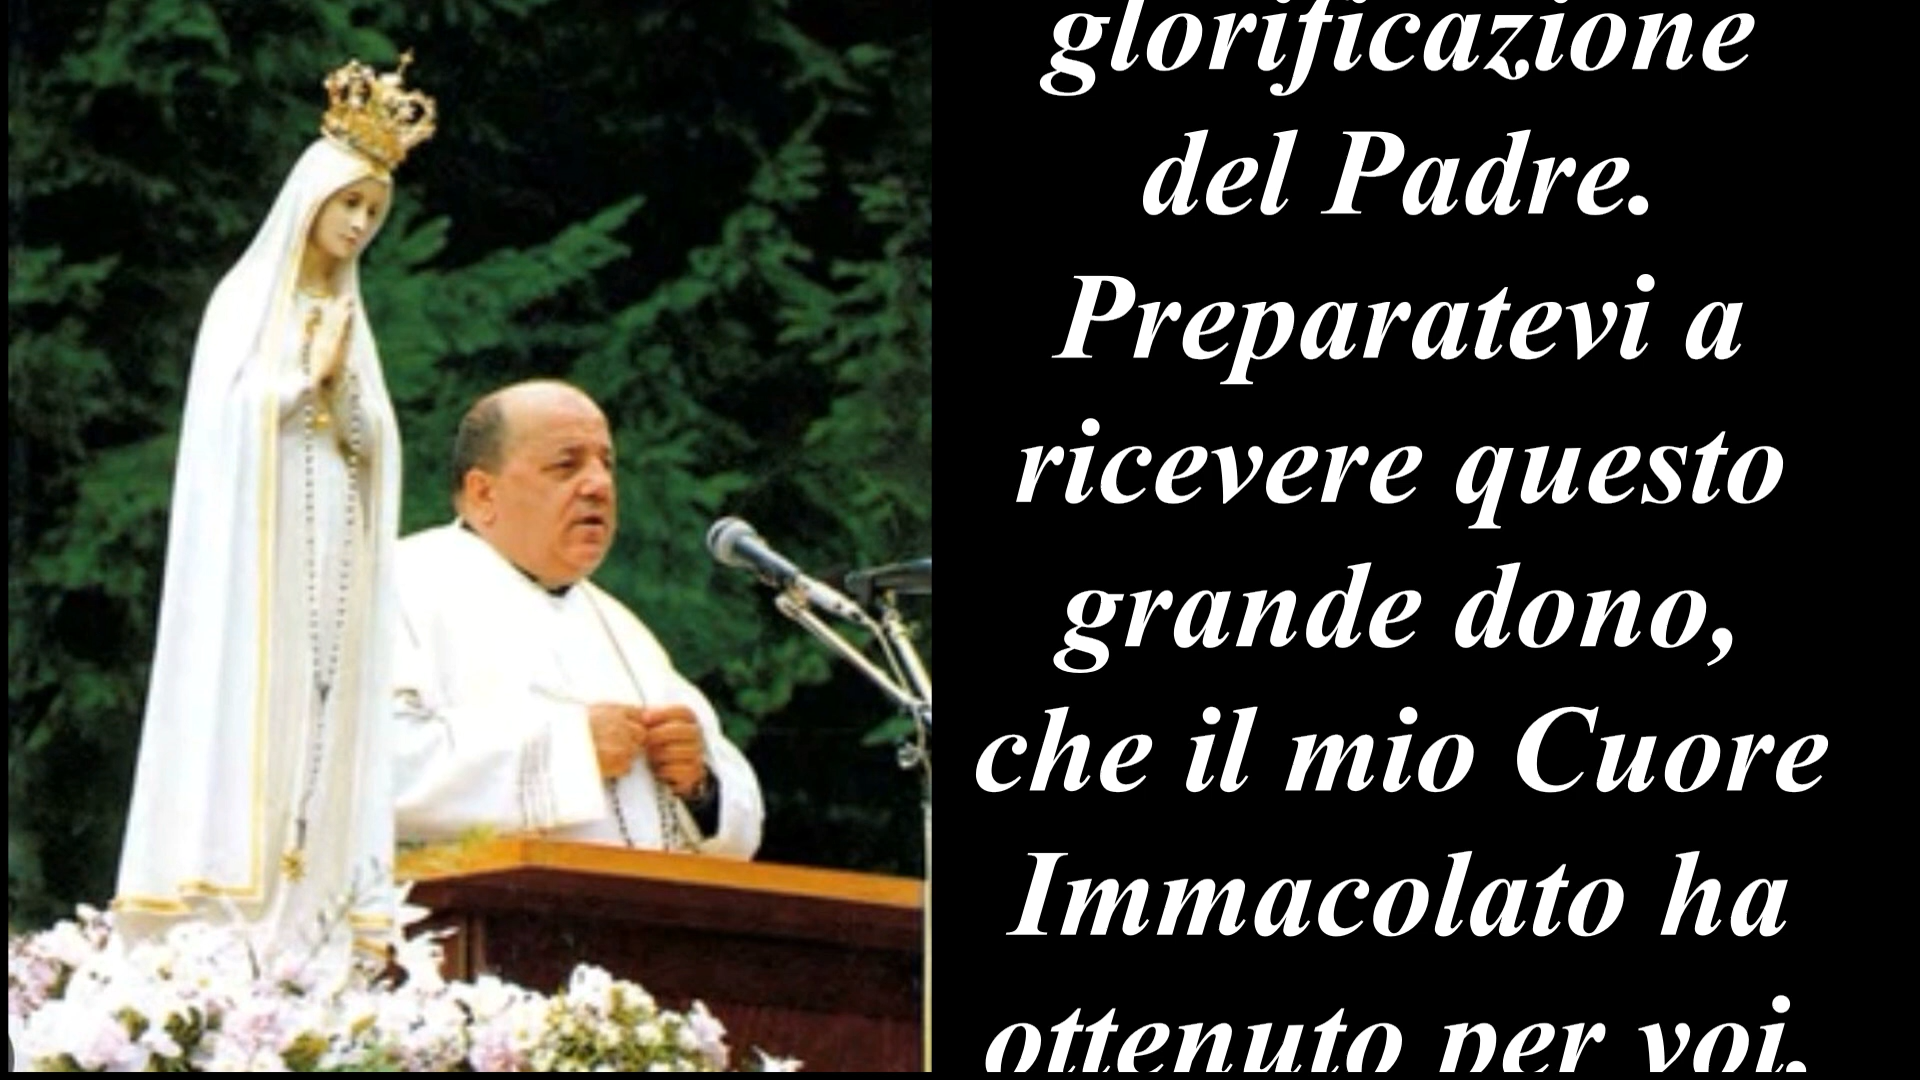 glorificazione
del Padre.
Preparatevi a
ricevere questo
grande dono,
che il mio Cuore
Immacolato ha
ottenuto per voi.